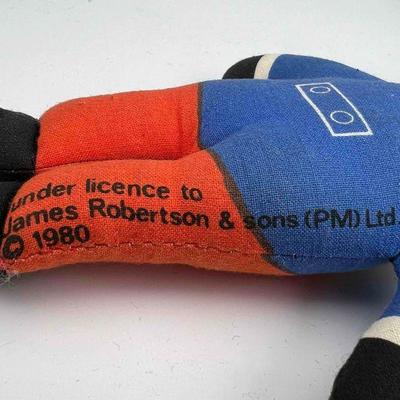 under licence to
James Robertson & sons (PM) Ltd.
© 1980